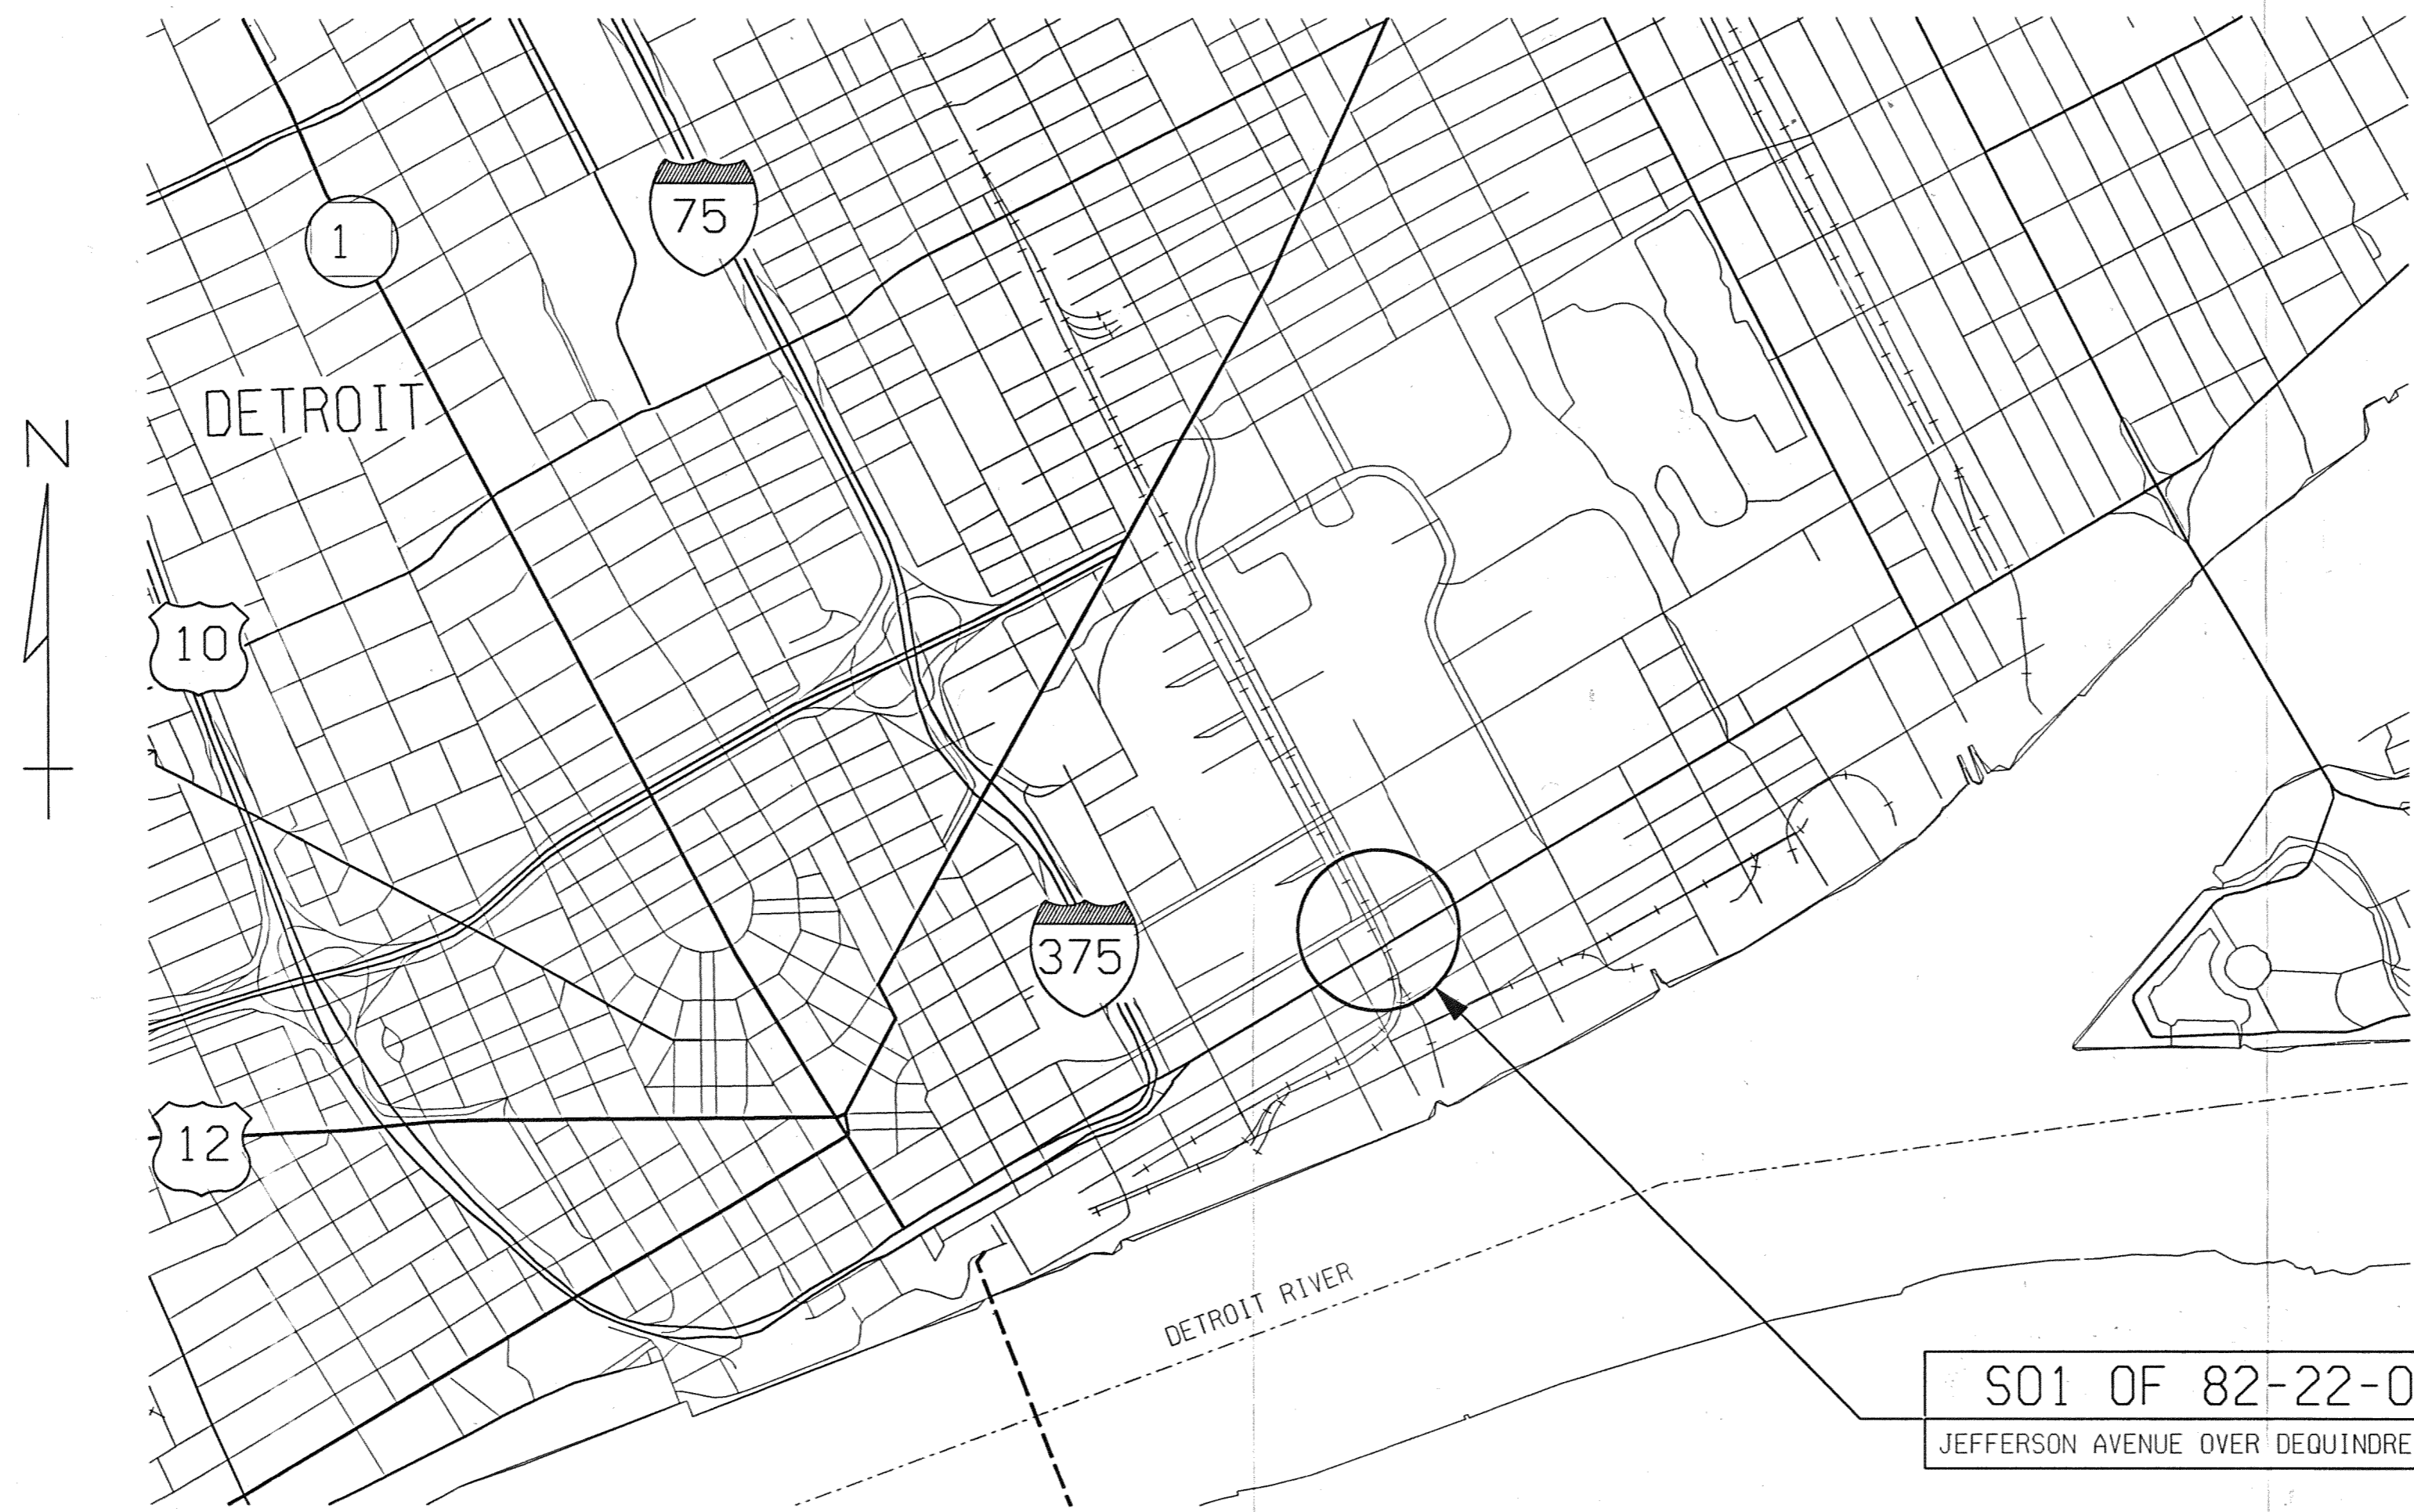 1
75
DETROIT
N
10
375
12
DETROIT RIVER
S01 OF 82-22-0
JEFFERSON AVENUE OVER DEQUINDRE